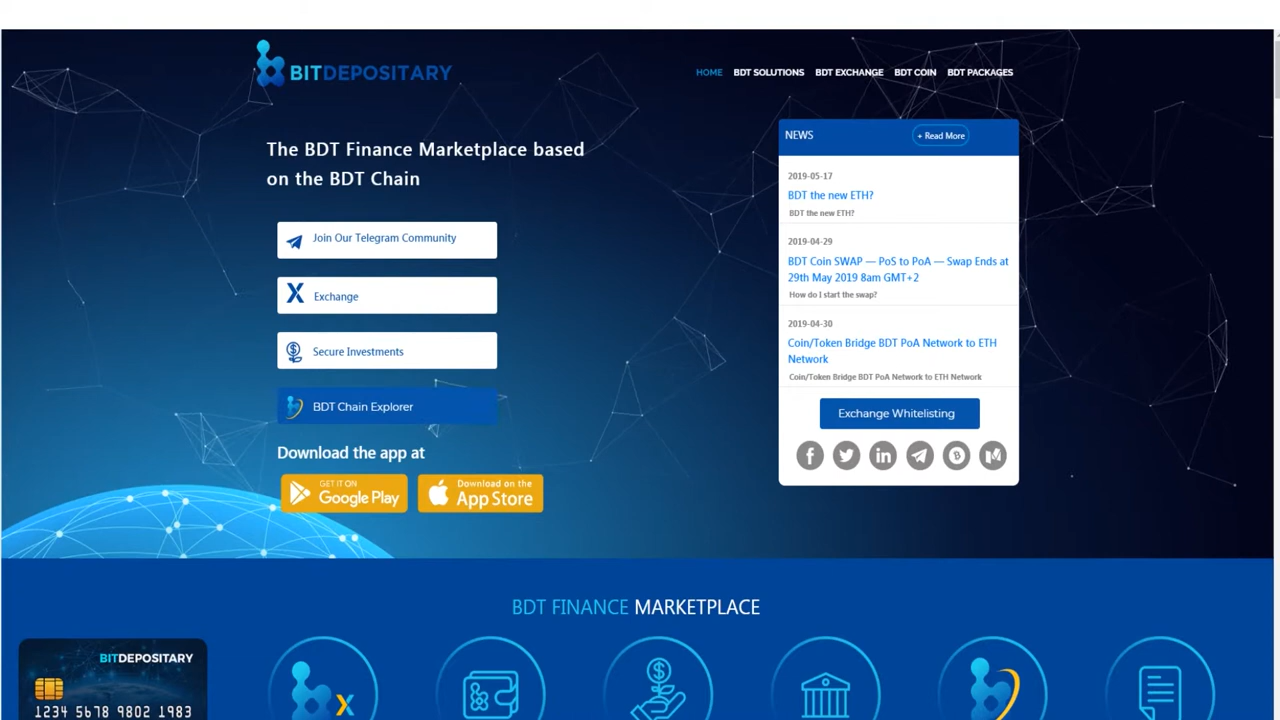 BITDEPOSITARY
HOME BDT SOLUTIONS BDT EXCHANGE BDT COIN BDT PACKAGES
The BDT Finance Marketplace based
on the BDT Chain
Join Our Telegram Community
Exchange
Secure Investments
BDT Chain Explorer
Download the app at
GET IT ON
Google Play
Download on the
App Store
NEWS
+ Read More
2019-05-17
BDT the new ETH?
BDT the new ETH?
2019-04-29
BDT Coin SWAP — PoS to PoA — Swap Ends at
29th May 2019 8am GMT+2
How do I start the swap?
2019-04-30
Coin/Token Bridge BDT PoA Network to ETH
Network
Coin/Token Bridge BDT PoA Network to ETH Network
Exchange Whitelisting
BDT FINANCE MARKETPLACE
BITDEPOSITARY
1234 5678 9802 1983